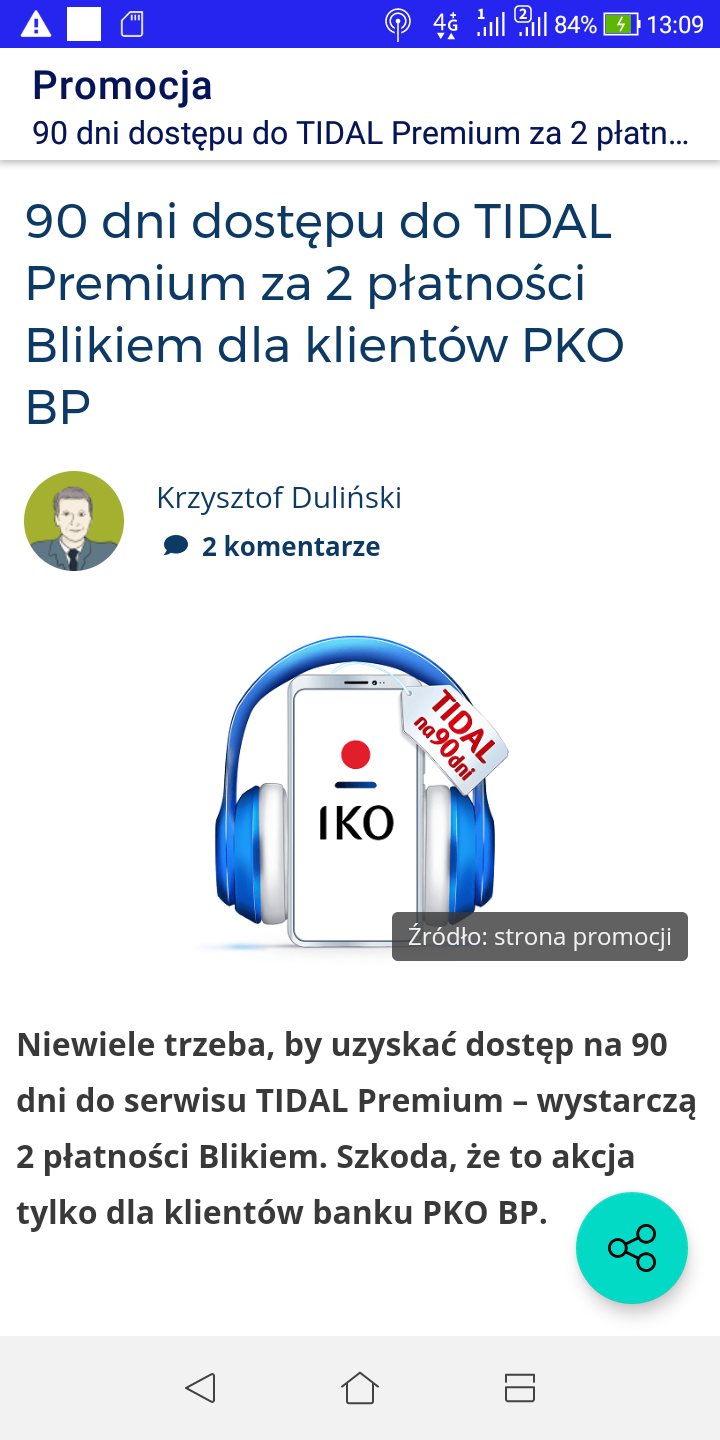 4G 1 2 84% 13:09
Promocja
90 dni dostępu do TIDAL Premium za 2 płatn...
90 dni dostępu do TIDAL
Premium za 2 płatności
Blikiem dla klientów PKO
BP
Krzysztof Duliński
2 komentarze
TIDAL
na 90 dni
IKO
Źródło: strona promocji
Niewiele trzeba, by uzyskać dostęp na 90
dni do serwisu TIDAL Premium – wystarczą
2 płatności Blikiem. Szkoda, że to akcja
tylko dla klientów banku PKO BP.